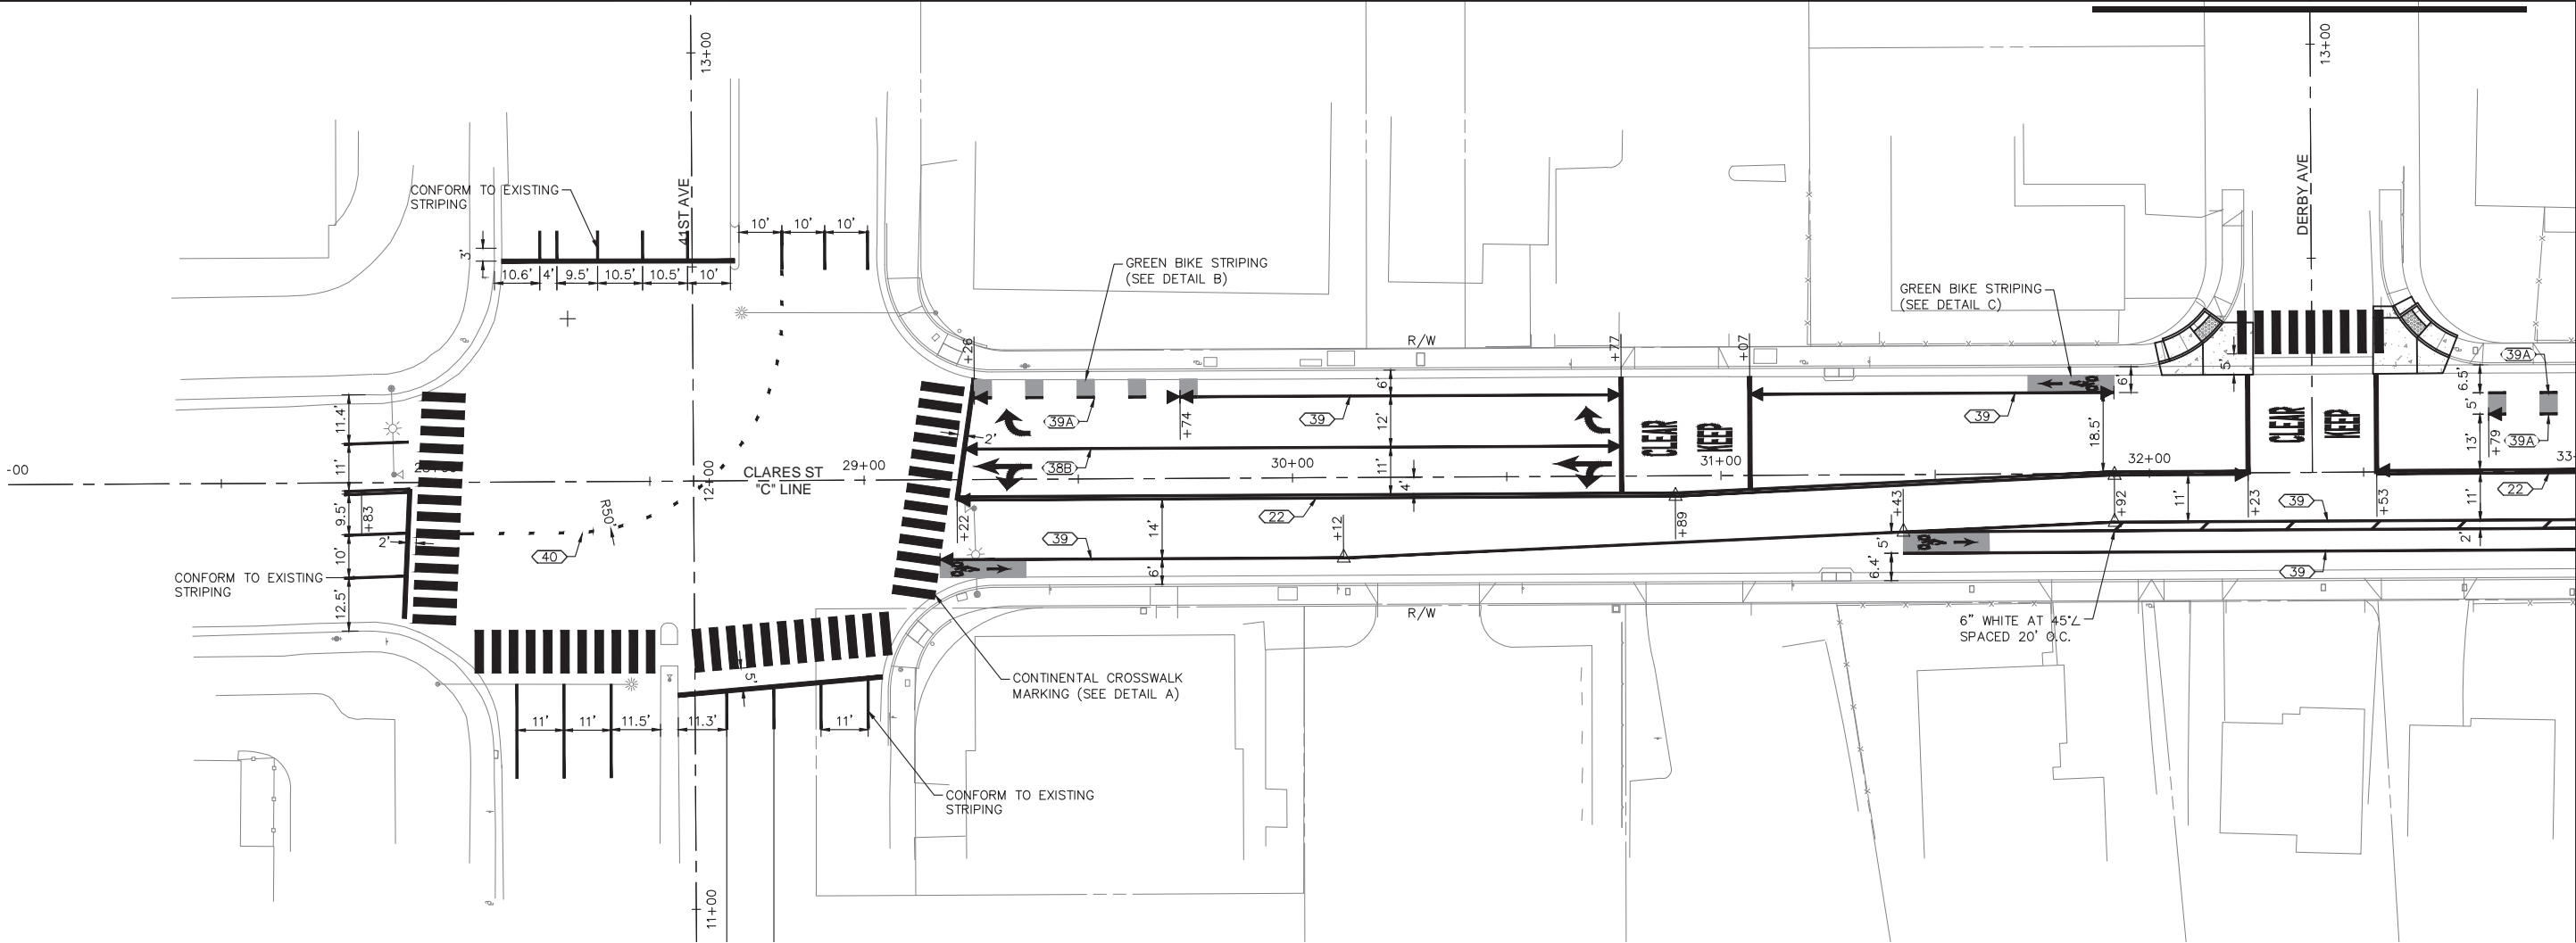 13+00
13+00
41ST AVE
DERBY AVE
CONFORM TO EXISTING
STRIPING
3'
10.6'
4'
9.5'
10.5'
10.5'
10'
10'
10'
10'
GREEN BIKE STRIPING
(SEE DETAIL B)
GREEN BIKE STRIPING
(SEE DETAIL C)
R/W
+26
+77
+07
6'
6'
5'
6.5'
39A
39A
+74
39
12'
39
39A
2'
CLEAR
KEEP
CLEAR
KEEP
18.5'
5'
13'
+79
39A
11.4'
11'
-00
12+00
CLARES ST
"C" LINE
29+00
38B
30+00
11'
4'
31+00
32+00
33+
22
9.5'
+83
2'
10'
12.5'
R50'
40
+22
39
14'
6'
22
+12
+89
+43
5'
6.4'
+92
11'
+23
39
+53
11'
2'
22
39
CONFORM TO EXISTING
STRIPING
R/W
6" WHITE AT 45°∠
SPACED 20' O.C.
5'
CONTINENTAL CROSSWALK
MARKING (SEE DETAIL A)
11'
11'
11.5'
11.3'
11'
CONFORM TO EXISTING
STRIPING
11+00